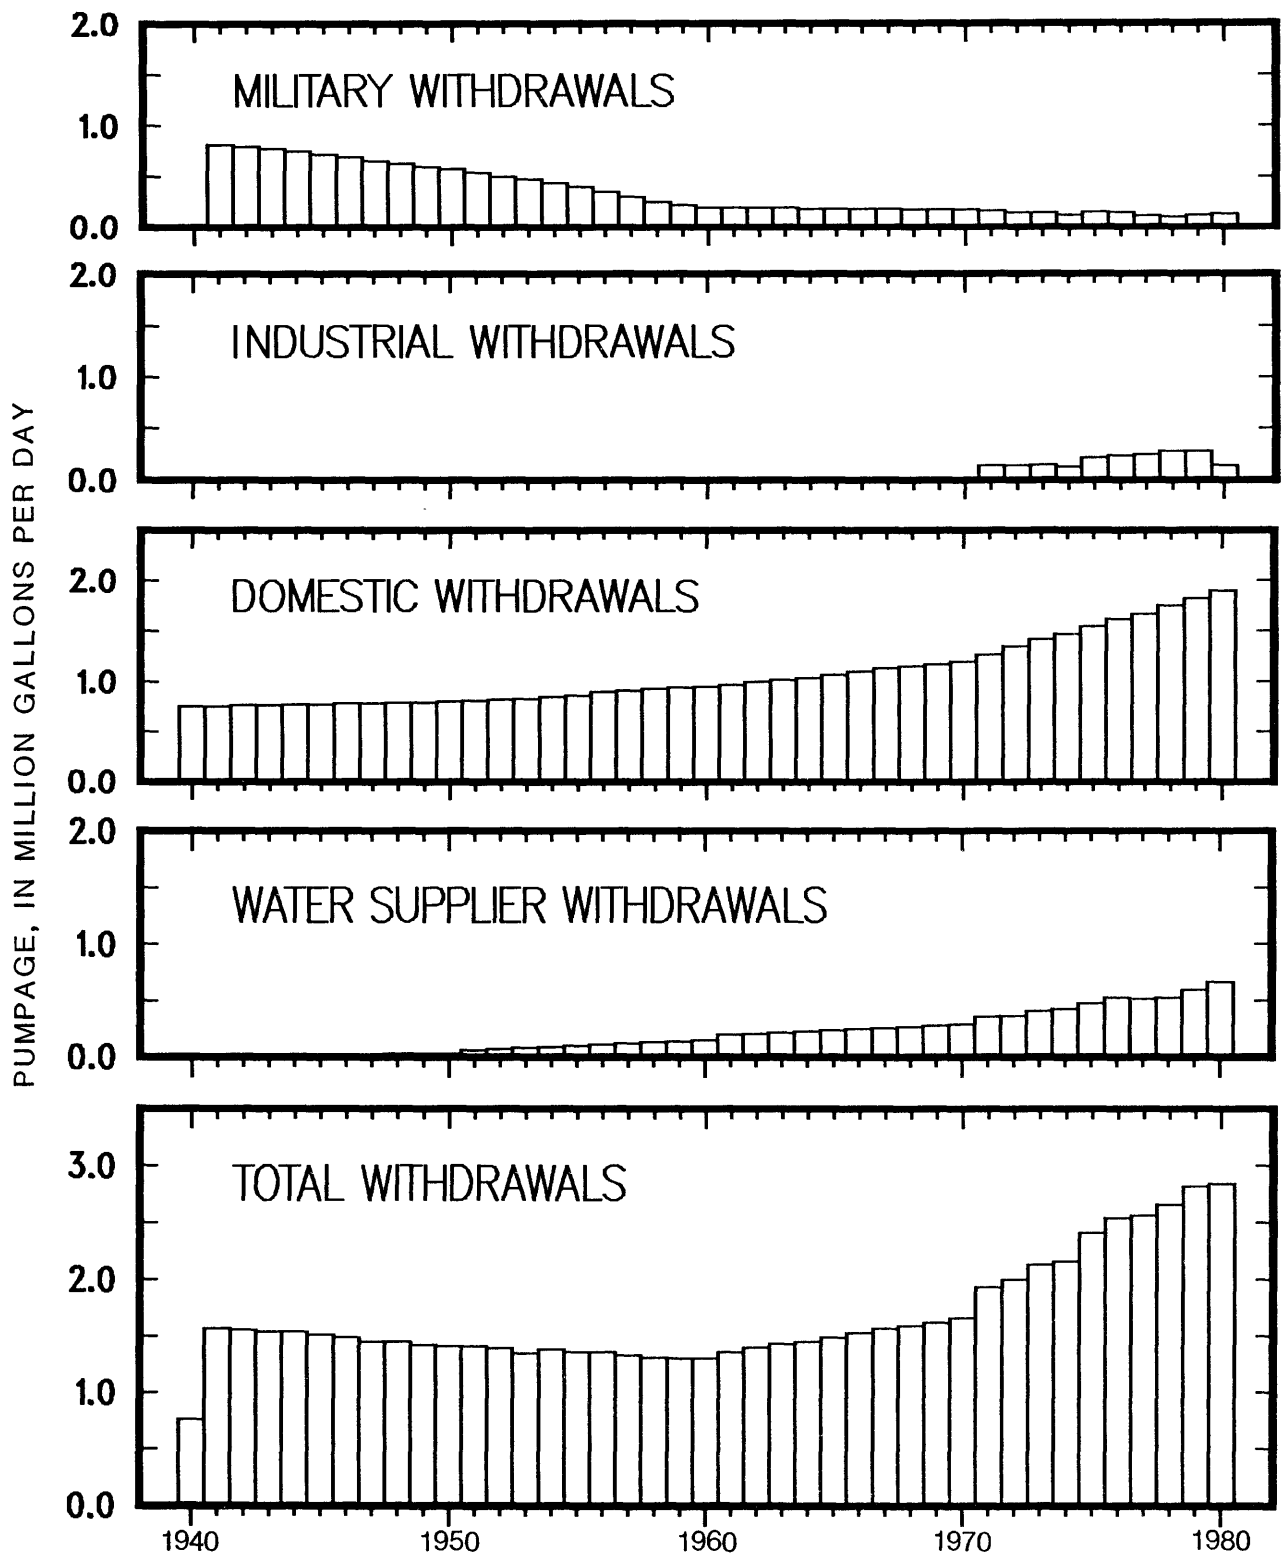 PUMPAGE, IN MILLION GALLONS PER DAY
2.0
MILITARY WITHDRAWALS
1.0
0.0
2.0
INDUSTRIAL WITHDRAWALS
1.0
0.0
2.0
DOMESTIC WITHDRAWALS
1.0
0.0
2.0
WATER SUPPLIER WITHDRAWALS
1.0
0.0
3.0
TOTAL WITHDRAWALS
2.0
1.0
0.0
1940 1950 1960 1970 1980